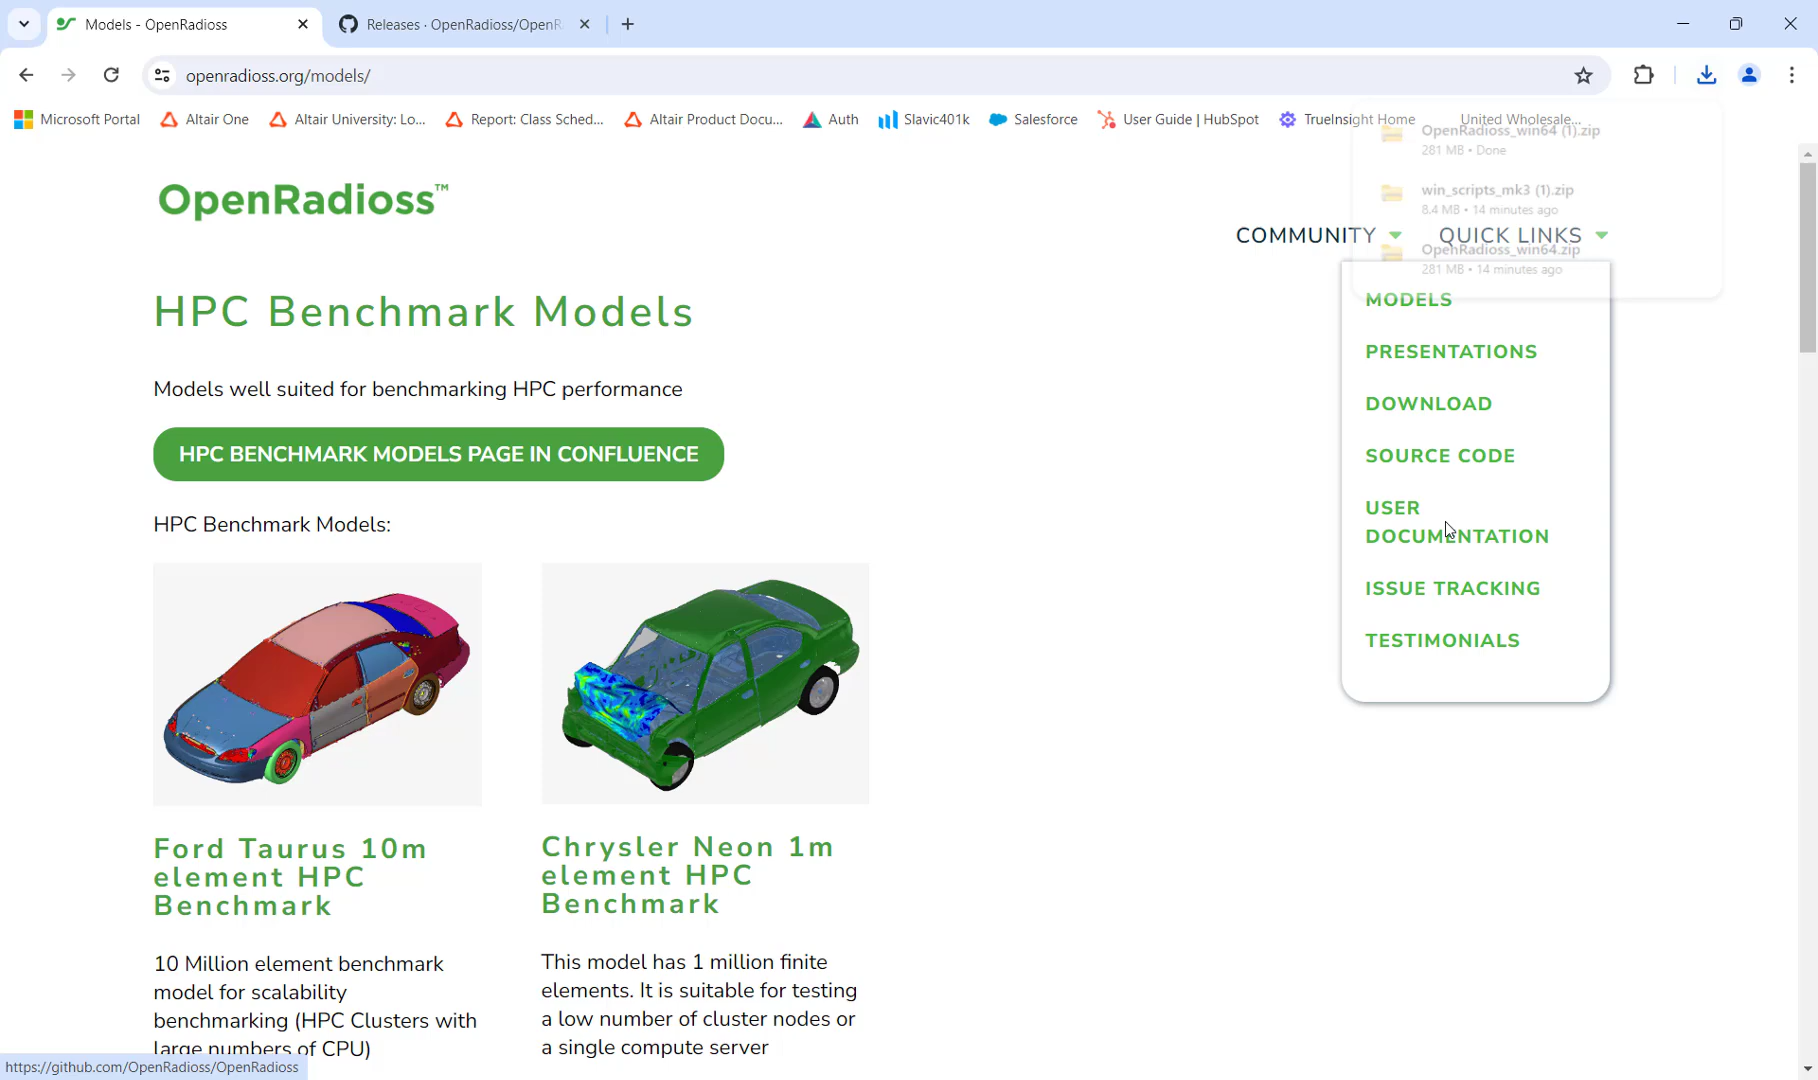 Models - OpenRadioss
Releases · OpenRadioss/OpenR
openradioss.org/models/
Microsoft Portal
Altair One
Altair University: Lo...
Report: Class Sched...
Altair Product Docu...
Auth
Slavic401k
Salesforce
User Guide | HubSpot
TrueInsight Home
United Wholesale...
OpenRadioss_win64 (1).zip
281 MB • Done
win_scripts_mk3 (1).zip
8.4 MB • 14 minutes ago
OpenRadioss_win64.zip
281 MB • 14 minutes ago
OpenRadioss™
COMMUNITY
QUICK LINKS
MODELS
PRESENTATIONS
DOWNLOAD
SOURCE CODE
USER
DOCUMENTATION
ISSUE TRACKING
TESTIMONIALS
HPC Benchmark Models
Models well suited for benchmarking HPC performance
HPC BENCHMARK MODELS PAGE IN CONFLUENCE
HPC Benchmark Models:
Ford Taurus 10m
element HPC
Benchmark
10 Million element benchmark
model for scalability
benchmarking (HPC Clusters with
large numbers of CPU)
Chrysler Neon 1m
element HPC
Benchmark
This model has 1 million finite
elements. It is suitable for testing
a low number of cluster nodes or
a single compute server
https://github.com/OpenRadioss/OpenRadioss